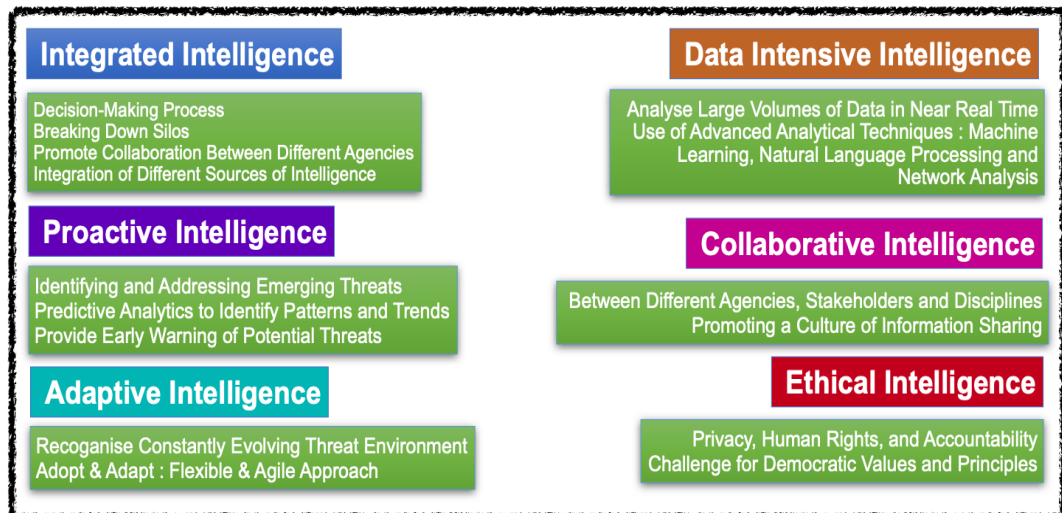 Integrated Intelligence
Decision-Making Process
Breaking Down Silos
Promote Collaboration Between Different Agencies
Integration of Different Sources of Intelligence
Proactive Intelligence
Identifying and Addressing Emerging Threats
Predictive Analytics to Identify Patterns and Trends
Provide Early Warning of Potential Threats
Adaptive Intelligence
Recoganise Constantly Evolving Threat Environment
Adopt & Adapt : Flexible & Agile Approach
Data Intensive Intelligence
Analyse Large Volumes of Data in Near Real Time
Use of Advanced Analytical Techniques : Machine
Learning, Natural Language Processing and
Network Analysis
Collaborative Intelligence
Between Different Agencies, Stakeholders and Disciplines
Promoting a Culture of Information Sharing
Ethical Intelligence
Privacy, Human Rights, and Accountability
Challenge for Democratic Values and Principles